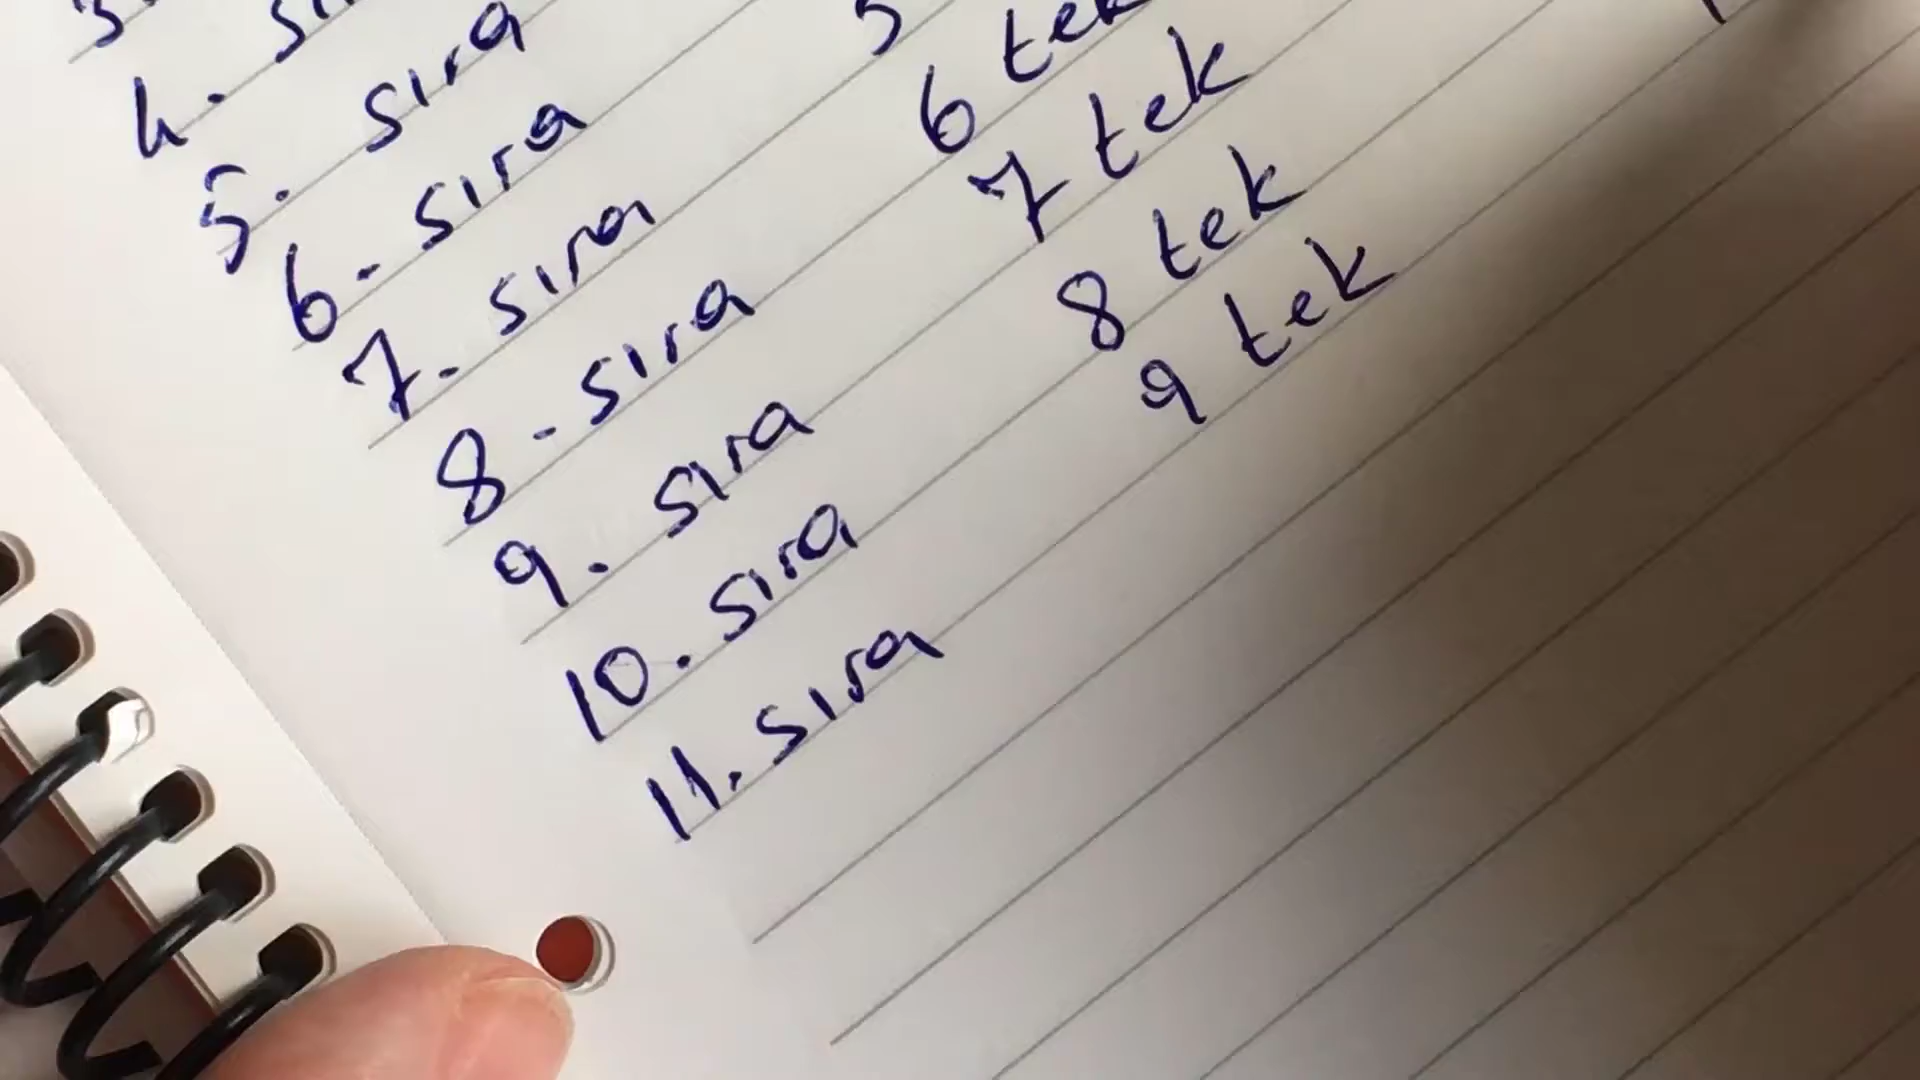 4. sıra
5. sıra
6. sıra
7. sıra
8. sıra
9. sıra
10. sıra
11. sıra
6 tek
7 tek
8 tek
9 tek